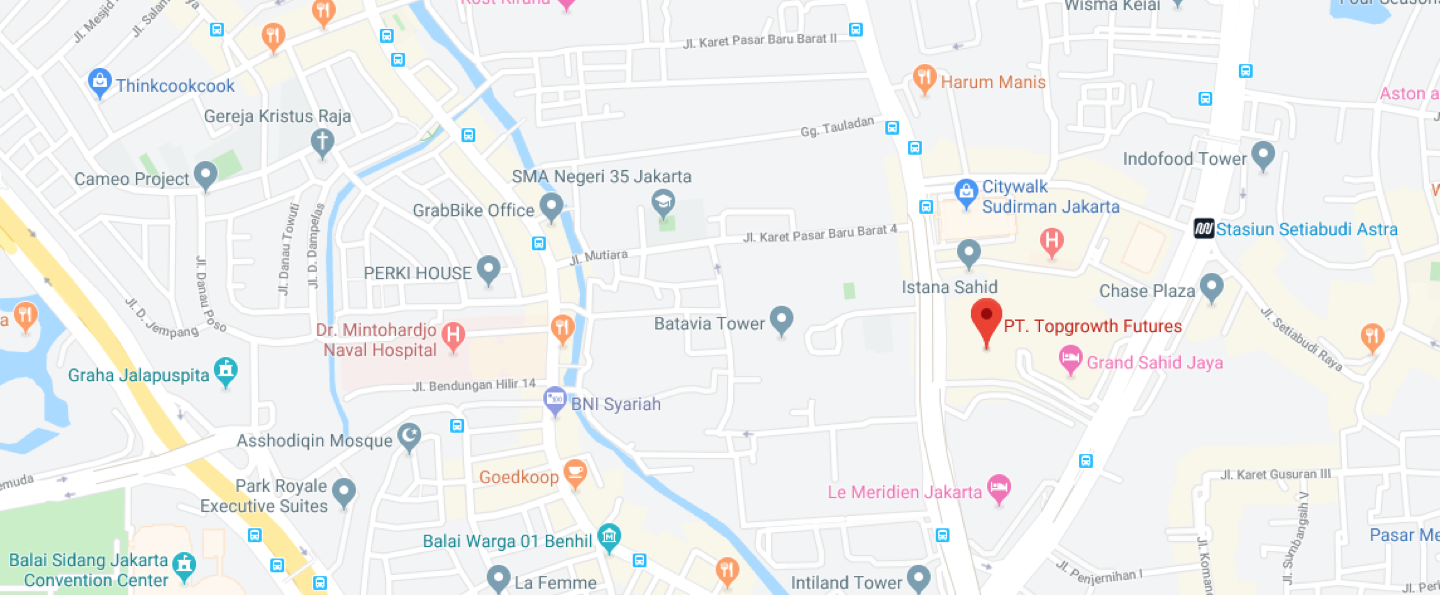 Kost Kirana
Wisma Keiai
Four Seasons
Jl. Mesjid
Jl. Salam
Jl. Karet Pasar Baru Barat II
Thinkcookcook
Harum Manis
Aston a
Gereja Kristus Raja
Gg. Tauladan
Indofood Tower
Cameo Project
SMA Negeri 35 Jakarta
Citywalk
Sudirman Jakarta
GrabBike Office
Jl. Danau Towuti
Jl. D. Dampelas
Jl. Karet Pasar Baru Barat 4
Stasiun Setiabudi Astra
Jl. Mutiara
PERKI HOUSE
Jl. Danau Poso
Istana Sahid
Chase Plaza
Jl. D. Jempang
Dr. Mintohardjo
Naval Hospital
Batavia Tower
PT. Topgrowth Futures
Jl. Setiabudi Raya
Graha Jalapuspita
Grand Sahid Jaya
Jl. Bendungan Hilir 14
BNI Syariah
Asshodiqin Mosque
Goedkoop
Jl. Karet Gusuran III
emuda
Park Royale
Executive Suites
Le Meridien Jakarta
Jl. Sumbangsih V
Balai Warga 01 Benhil
Pasar Me
Jl. Koman
Balai Sidang Jakarta
Convention Center
La Femme
Intiland Tower
Jl. Penjernihan I